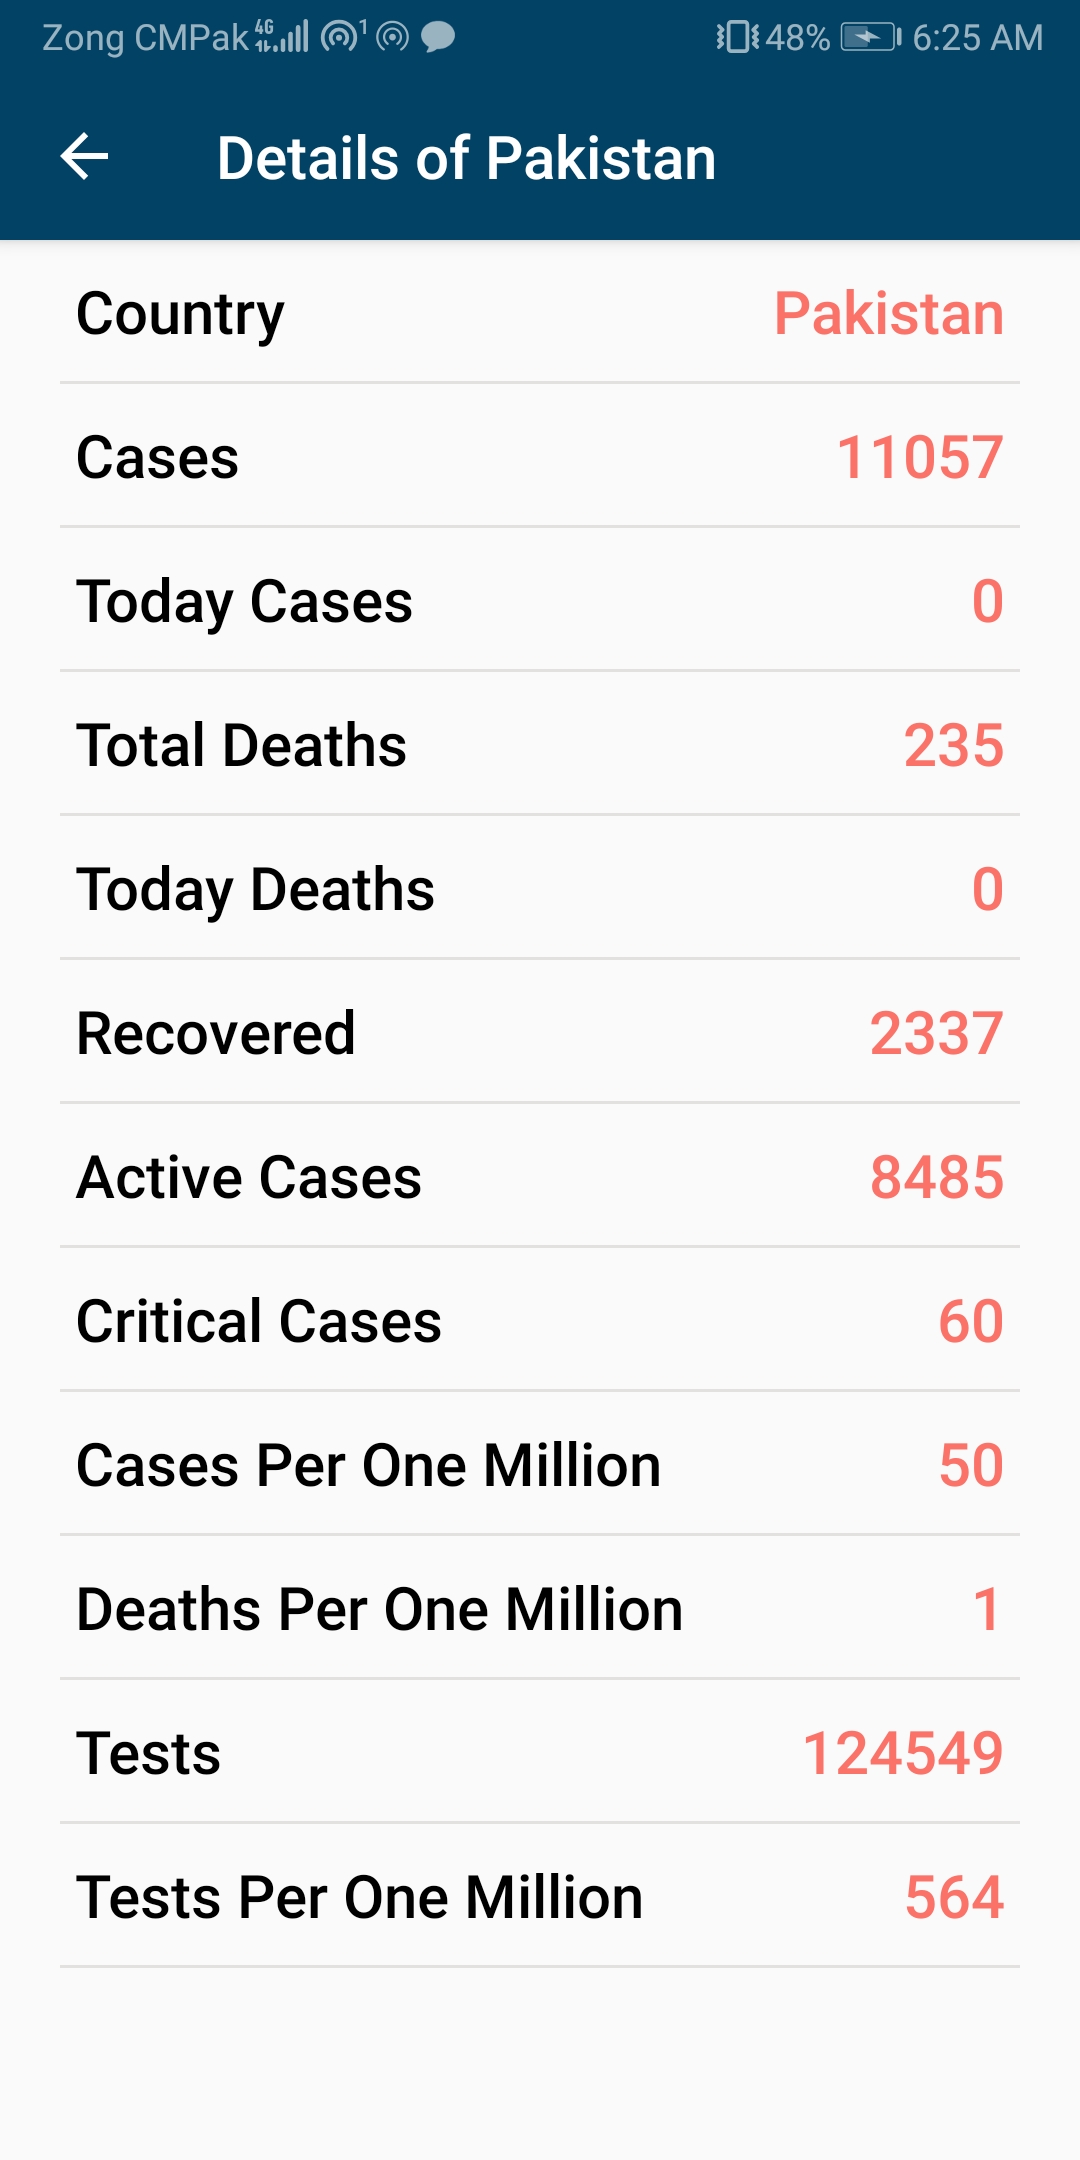 Zong CMPak 4G 1 48% 6:25 AM
Details of Pakistan
Country Pakistan
Cases 11057
Today Cases 0
Total Deaths 235
Today Deaths 0
Recovered 2337
Active Cases 8485
Critical Cases 60
Cases Per One Million 50
Deaths Per One Million 1
Tests 124549
Tests Per One Million 564